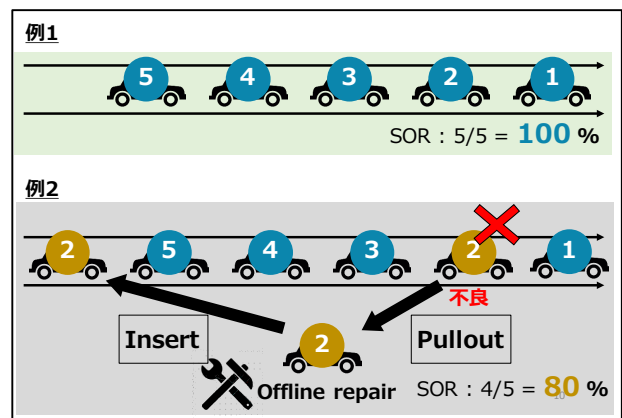 例1
5 4 3 2 1
SOR : 5/5 = 100 %
例2
2 5 4 3 2 1
不良
Insert
2
Pullout
Offline repair
SOR : 4/5 = 80 %